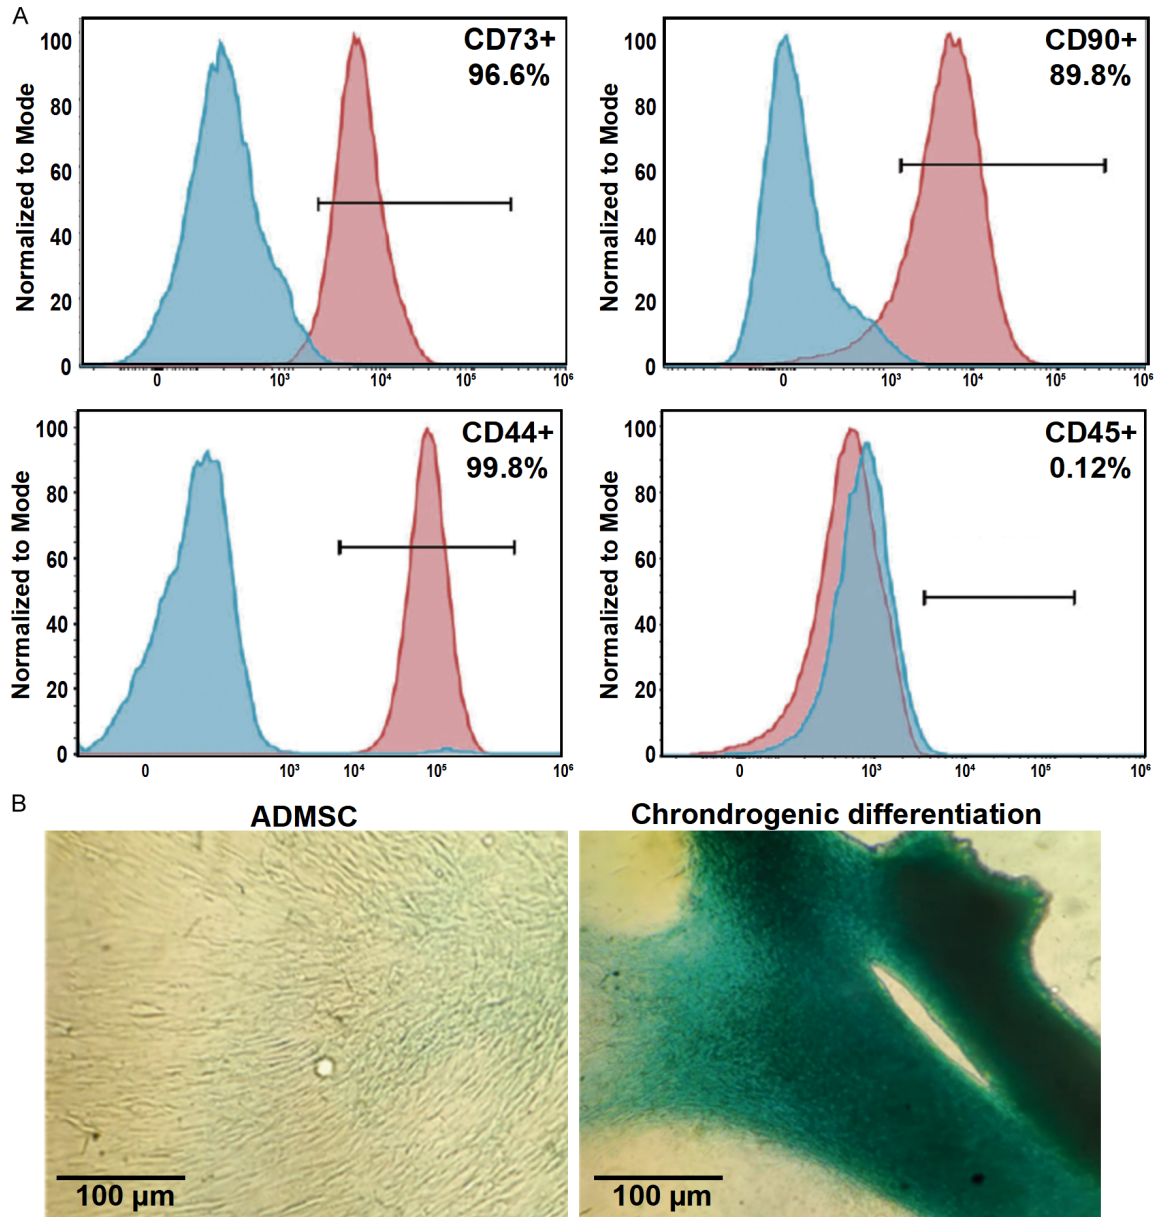 A
CD73+
96.6%
Normalized to Mode
100
80
60
40
20
0
0 10³ 10⁴ 10⁵ 10⁶
CD90+
89.8%
Normalized to Mode
100
80
60
40
20
0
0 10³ 10⁴ 10⁵ 10⁶
CD44+
99.8%
Normalized to Mode
100
80
60
40
20
0
0 10³ 10⁴ 10⁵ 10⁶
CD45+
0.12%
Normalized to Mode
100
80
60
40
20
0
0 10³ 10⁴ 10⁵ 10⁶
B
ADMSC
Chrondrogenic differentiation
100 µm
100 µm